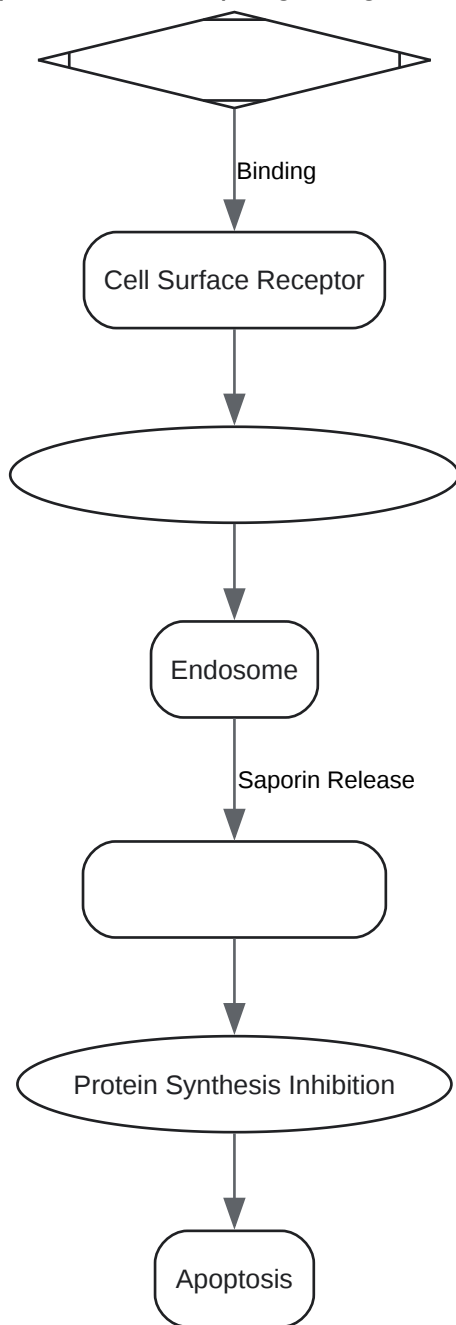 Binding
Cell Surface Receptor
Endosome
Saporin Release
Protein Synthesis Inhibition
Apoptosis